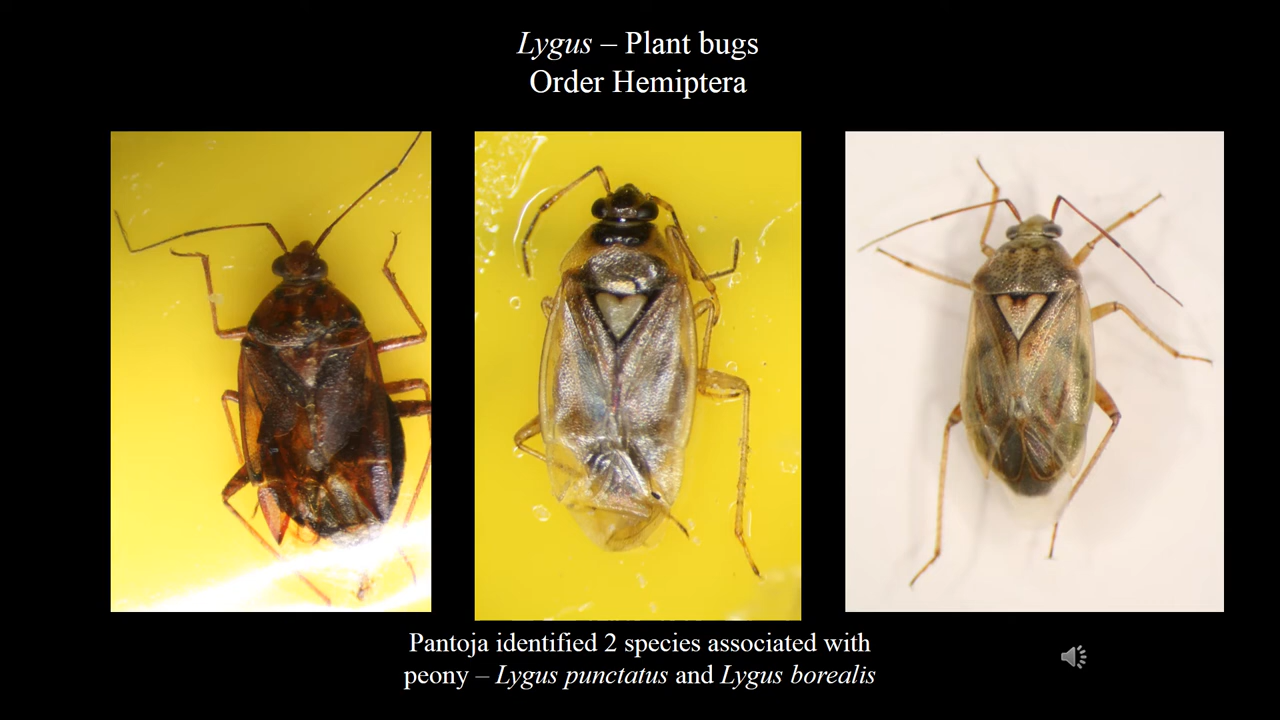 Lygus – Plant bugs
Order Hemiptera
Pantoja identified 2 species associated with
peony – Lygus punctatus and Lygus borealis